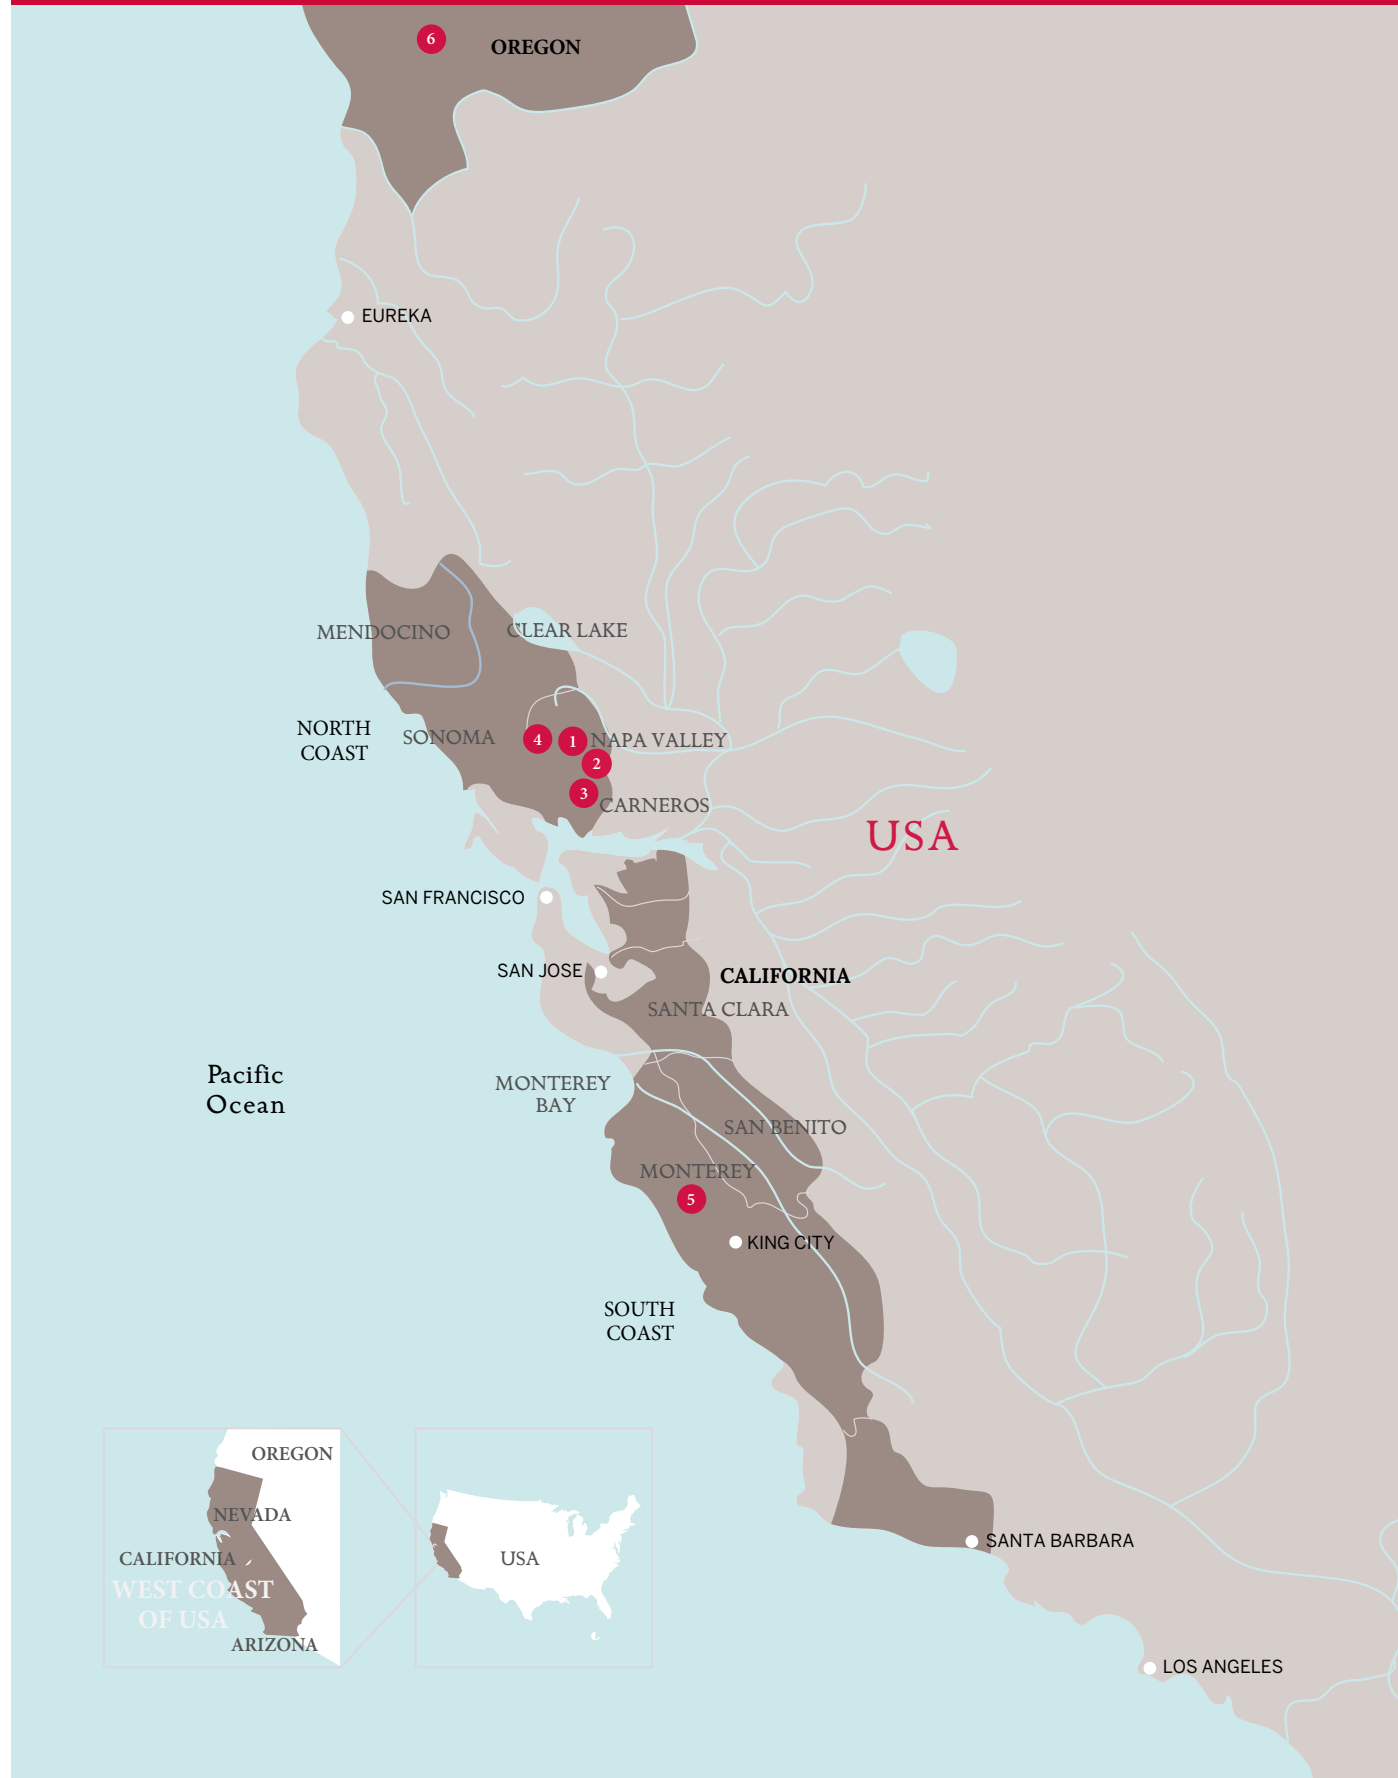 6
OREGON
EUREKA
MENDOCINO
CLEAR LAKE
NORTH
COAST
SONOMA
4
1
NAPA VALLEY
2
3
CARNEROS
USA
SAN FRANCISCO
SAN JOSE
CALIFORNIA
SANTA CLARA
Pacific
Ocean
MONTEREY
BAY
SAN BENITO
MONTEREY
5
KING CITY
SOUTH
COAST
OREGON
NEVADA
CALIFORNIA
WEST COAST
OF USA
ARIZONA
USA
SANTA BARBARA
LOS ANGELES